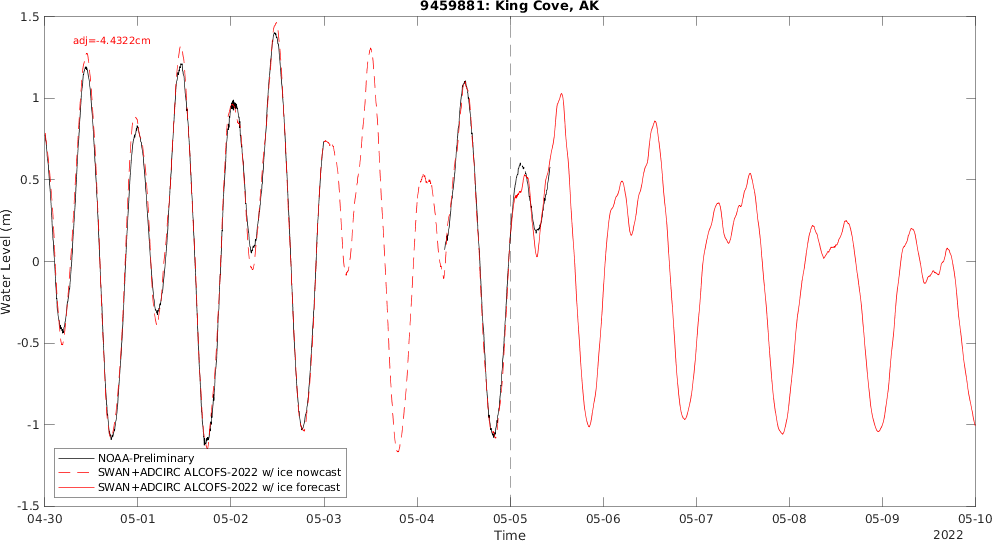 9459881: King Cove, AK
adj=-4.4322cm
Water Level (m)
1.5
1
0.5
0
-0.5
-1
-1.5
NOAA-Preliminary
SWAN+ADCIRC ALCOFS-2022 w/ ice nowcast
SWAN+ADCIRC ALCOFS-2022 w/ ice forecast
04-30 05-01 05-02 05-03 05-04 05-05 05-06 05-07 05-08 05-09 05-10
Time
2022